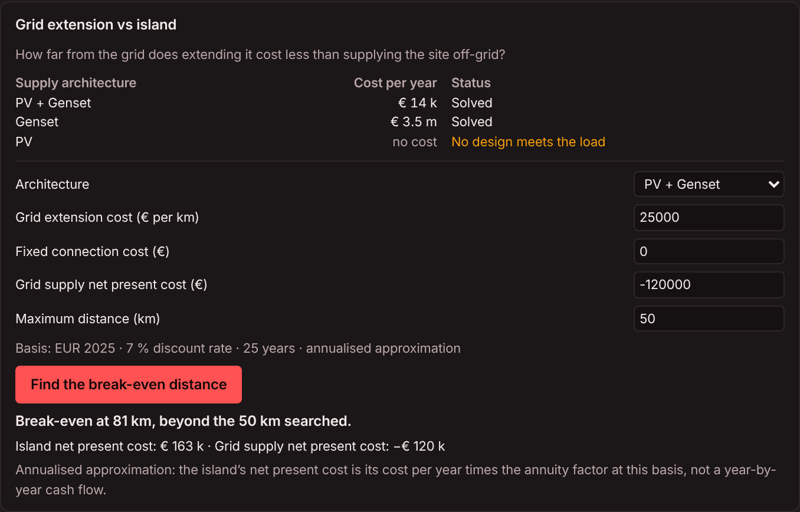 Grid extension vs island
How far from the grid does extending it cost less than supplying the site off-grid?
Supply architecture Cost per year Status
PV + Genset € 14 k Solved
Genset € 3.5 m Solved
PV no cost No design meets the load
Architecture PV + Genset
Grid extension cost (€ per km) 25000
Fixed connection cost (€) 0
Grid supply net present cost (€) -120000
Maximum distance (km) 50
Basis: EUR 2025 · 7 % discount rate · 25 years · annualised approximation
Find the break-even distance
Break-even at 81 km, beyond the 50 km searched.
Island net present cost: € 163 k · Grid supply net present cost: −€ 120 k
Annualised approximation: the island’s net present cost is its cost per year times the annuity factor at this basis, not a year-by-
year cash flow.